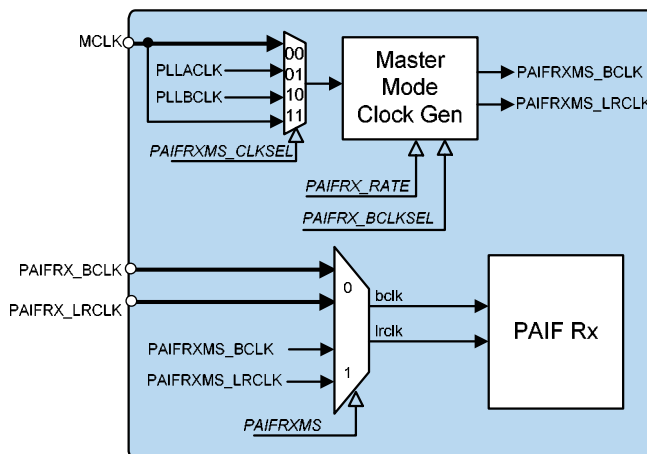 MCLK
00
Master
Mode
Clock Gen
PAIFRXMS_BCLK
PLLACLK
01
PLLBCLK
10
PAIFRXMS_LRCLK
11
PAIFRXMS_CLKSEL
PAIFRX_RATE
PAIFRX_BCLKSEL
PAIFRX_BCLK
0
bclk
PAIFRX_LRCLK
lrclk
PAIF Rx
PAIFRXMS_BCLK
PAIFRXMS_LRCLK
1
PAIFRXMS